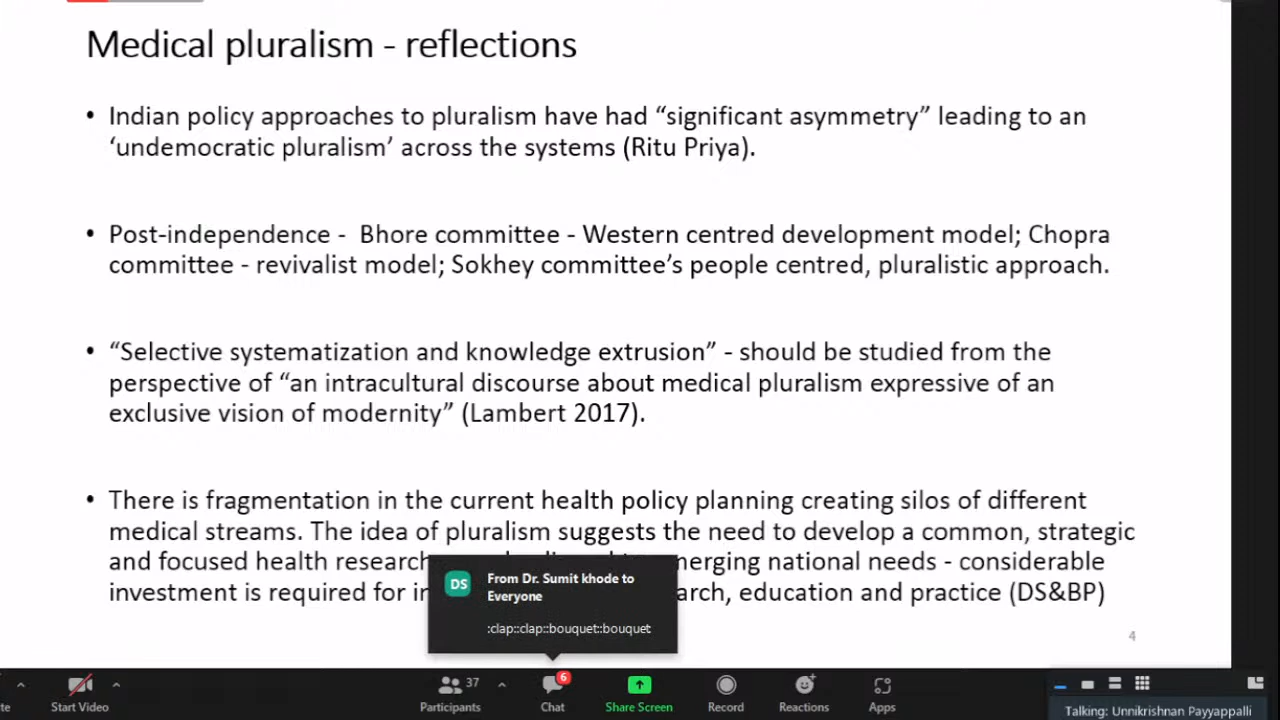 Medical pluralism - reflections
• Indian policy approaches to pluralism have had “significant asymmetry” leading to an
‘undemocratic pluralism’ across the systems (Ritu Priya).
• Post-independence - Bhore committee - Western centred development model; Chopra
committee - revivalist model; Sokhey committee’s people centred, pluralistic approach.
• “Selective systematization and knowledge extrusion” - should be studied from the
perspective of “an intracultural discourse about medical pluralism expressive of an
exclusive vision of modernity” (Lambert 2017).
• There is fragmentation in the current health policy planning creating silos of different
medical streams. The idea of pluralism suggests the need to develop a common, strategic
and focused health research national needs - considerable
investment is required for education and practice (DS&BP)
DS
From Dr. Sumit khode to
Everyone
:clap::clap::bouquet::bouquet
4
Start Video
37
Participants
6
Chat
Share Screen
Record
Reactions
Apps
Talking: Unnikrishnan Payyappalli